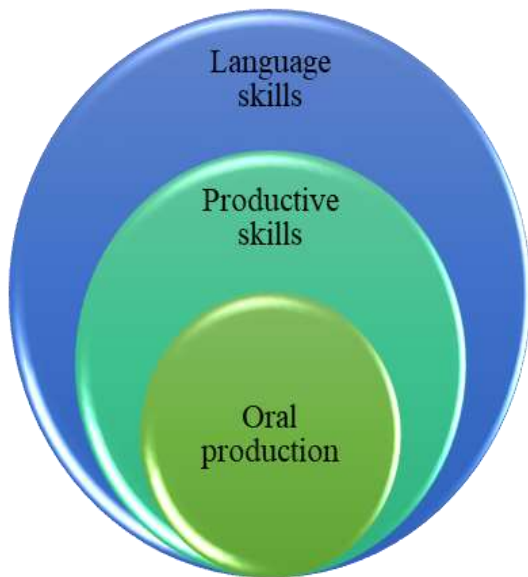 Language
skills
Productive
skills
Oral
production